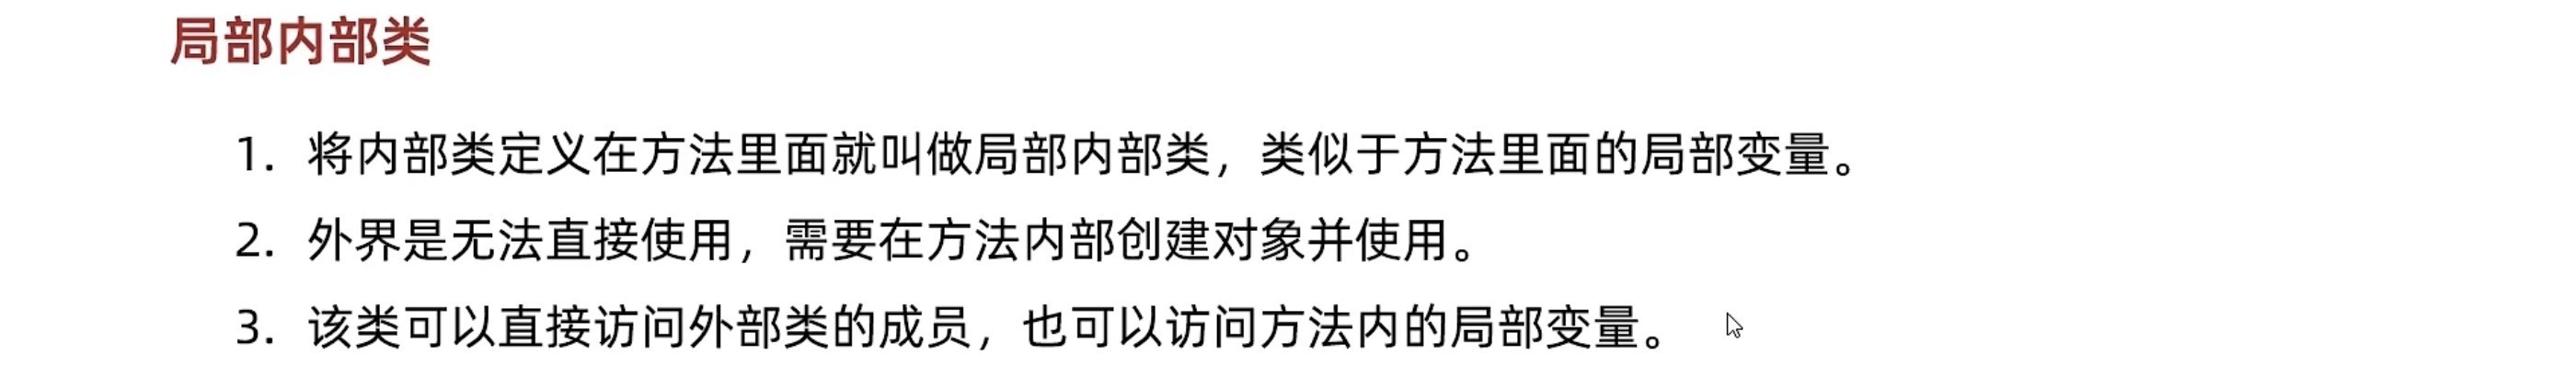 局部内部类
1. 将内部类定义在方法里面就叫做局部内部类，类似于方法里面的局部变量。
2. 外界是无法直接使用，需要在方法内部创建对象并使用。
3. 该类可以直接访问外部类的成员，也可以访问方法内的局部变量。